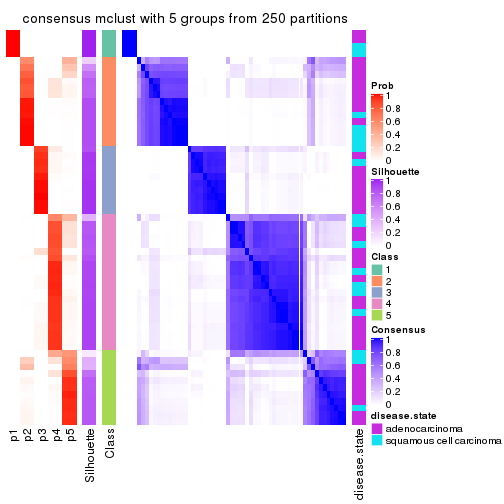 consensus mclust with 5 groups from 250 partitions
Prob
1
0.8
0.6
0.4
0.2
0
Silhouette
1
0.8
0.6
0.4
0.2
0
Class
1
2
3
4
5
Consensus
1
0.8
0.6
0.4
0.2
0
disease.state
adenocarcinoma
squamous cell carcinoma
p1
p2
p3
p4
p5
Silhouette
Class
disease.state